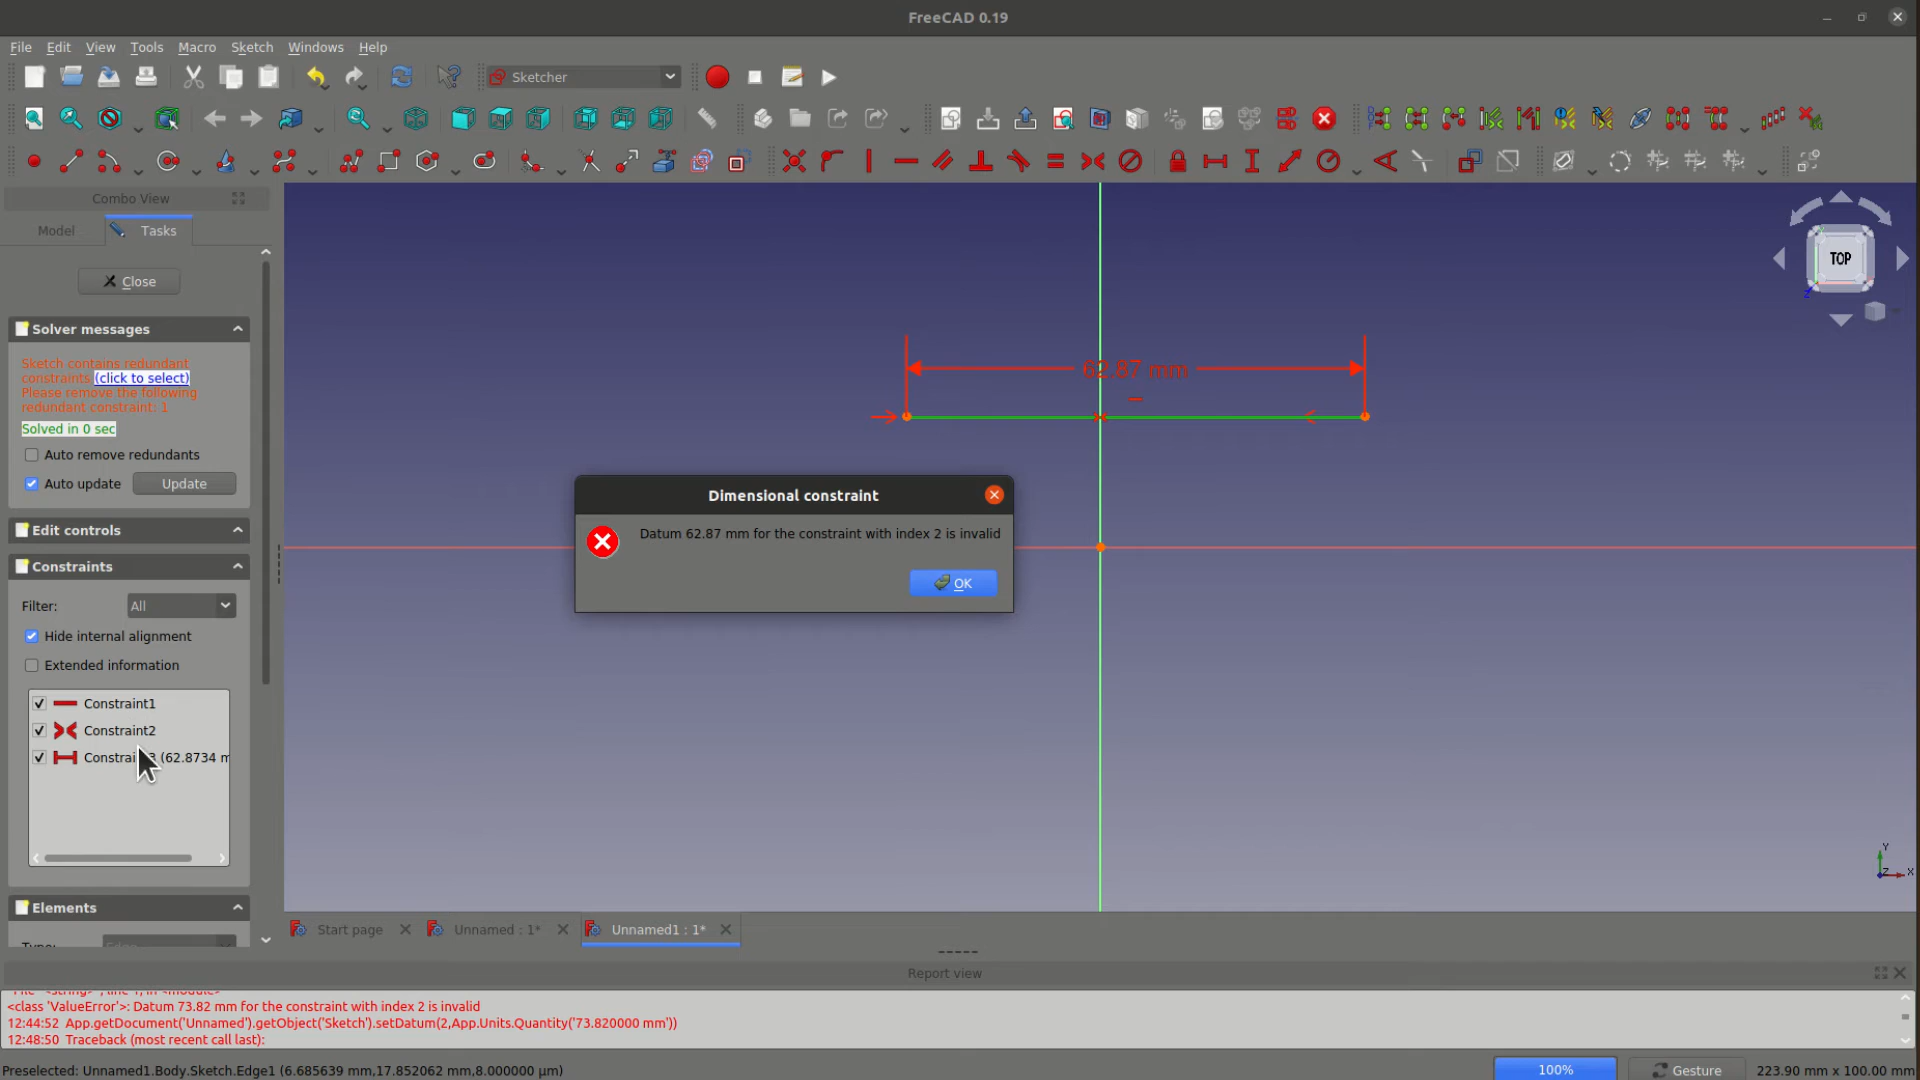 FreeCAD 0.19
File Edit View Tools Macro Sketch Windows Help
Sketcher
Combo View
Model
Tasks
Close
Solver messages
Sketch contains redundant
constraints (click to select)
Please remove the following
redundant constraint: 1
Solved in 0 sec
Auto remove redundants
Auto update
Update
Edit controls
Constraints
Filter:
All
Hide internal alignment
Extended information
Constraint1
Constraint2
(62.8734 m
Elements
62.87 mm
TOP
Z
Dimensional constraint
Datum 62.87 mm for the constraint with index 2 is invalid
OK
Y
Z
X
Start page
Unnamed : 1*
Unnamed1 : 1*
Report view
<class 'ValueError'>: Datum 73.82 mm for the constraint with index 2 is invalid
12:44:52 App.getDocument('Unnamed').getObject('Sketch').setDatum(2,App.Units.Quantity('73.820000 mm'))
12:48:50 Traceback (most recent call last):
Preselected: Unnamed1.Body.Sketch.Edge1 (6.685639 mm,17.852062 mm,8.000000 µm)
100%
Gesture
223.90 mm x 100.00 mm